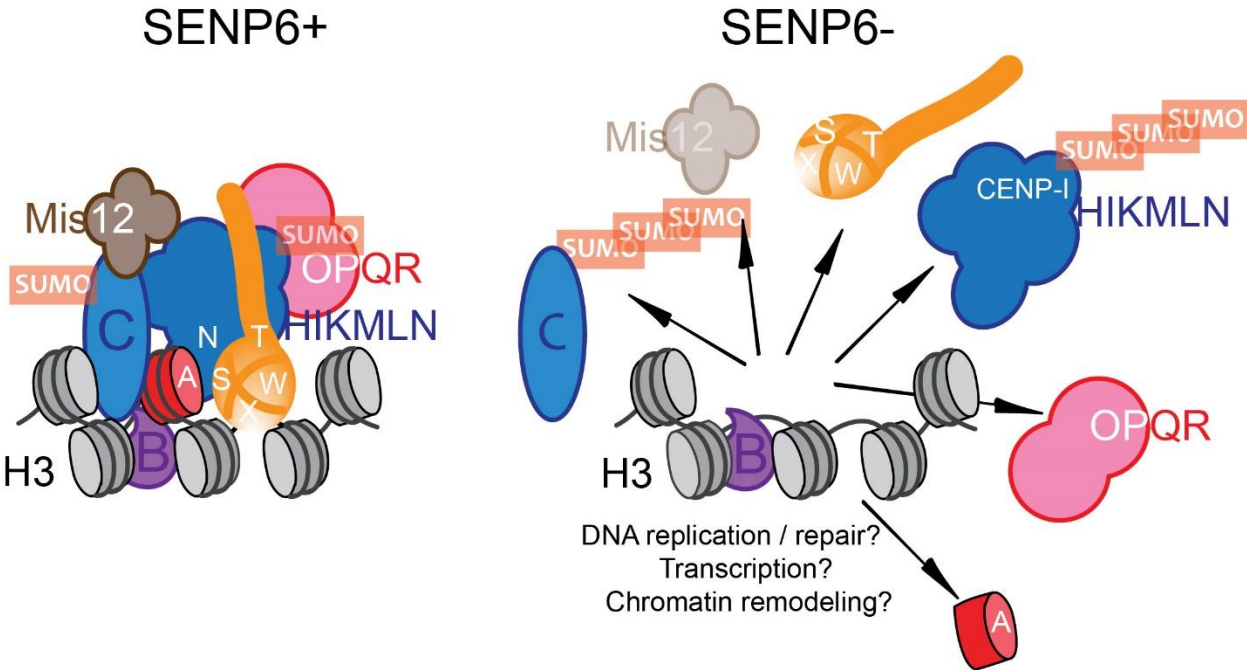 SENP6+
Mis12
SUMO
SUMO
OPQR
C
N
T
HIKMLN
A
S
W
X
B
H3
SENP6-
Mis12
S
T
X
W
SUMO
SUMO
SUMO
CENP-I
HIKMLN
SUMO
SUMO
SUMO
C
OPQR
B
H3
DNA replication / repair?
Transcription?
Chromatin remodeling?
A